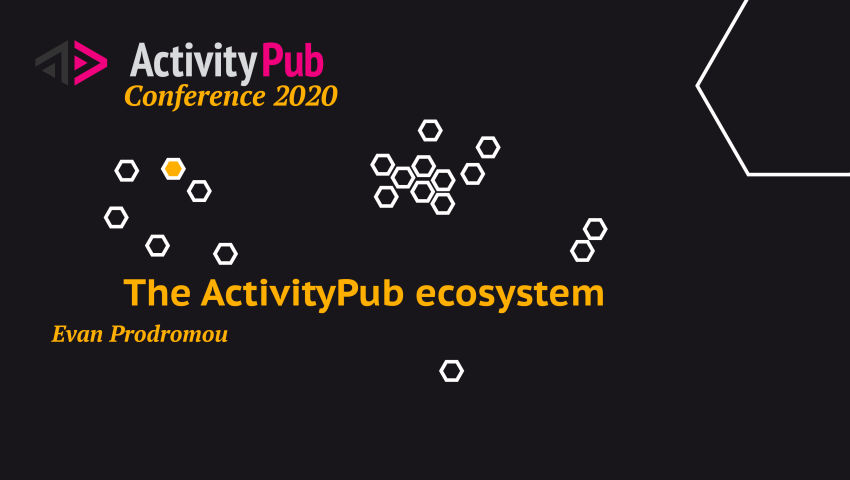 ActivityPub
Conference 2020
The ActivityPub ecosystem
Evan Prodromou